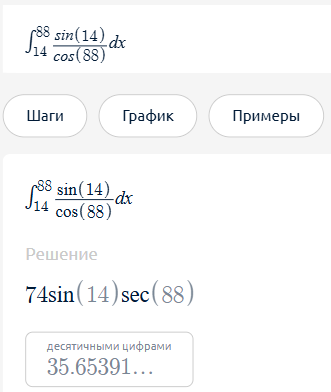 ∫₁₄⁸⁸ sin(14)/cos(88) dx
Шаги График Примеры
∫₁₄⁸⁸ sin(14)/cos(88) dx
Решение
74sin(14)sec(88)
десятичными цифрами
35.65391…